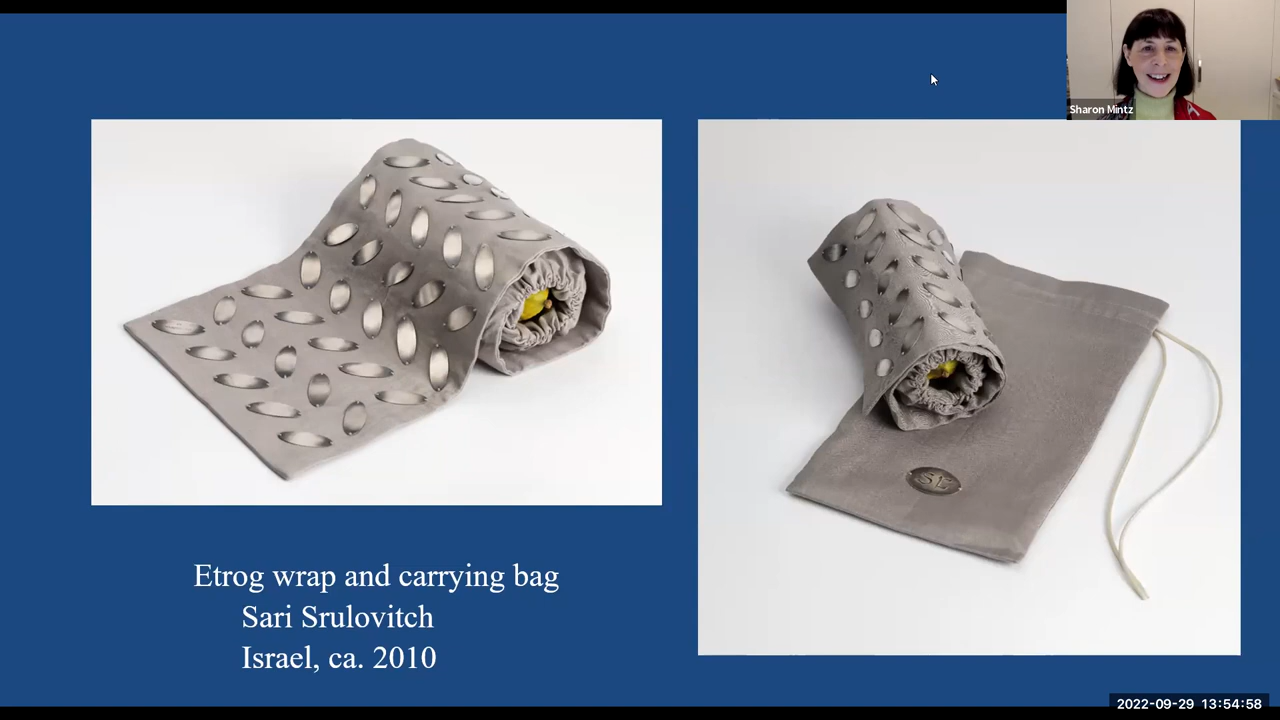 Sharon Mintz
Etrog wrap and carrying bag
Sari Srulovitch
Israel, ca. 2010
2022-09-29 13:54:58